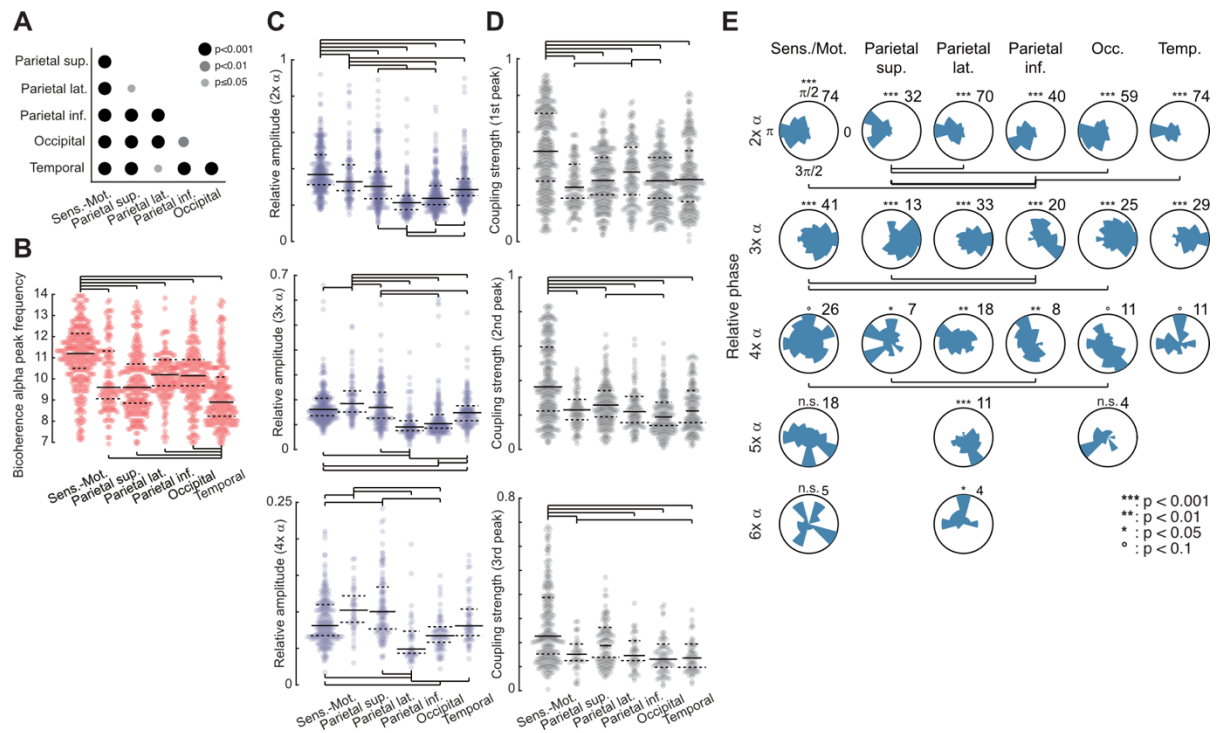 A
Parietal sup.
Parietal lat.
Parietal inf.
Occipital
Temporal
Sens.-Mot.
Parietal sup.
Parietal lat.
Parietal inf.
Occipital
p<0.001
p<0.01
p≤0.05
B
Bicoherence alpha peak frequency
14
13
12
11
10
9
8
7
Sens.-Mot.
Parietal sup.
Parietal lat.
Parietal inf.
Occipital
Temporal
C
Relative amplitude (2x α)
1
0
Relative amplitude (3x α)
0.7
0
Relative amplitude (4x α)
0.25
0
Sens.-Mot.
Parietal sup.
Parietal lat.
Parietal inf.
Occipital
Temporal
D
Coupling strength (1st peak)
1
0
Coupling strength (2nd peak)
1
0
Coupling strength (3rd peak)
0.8
0
Sens.-Mot.
Parietal sup.
Parietal lat.
Parietal inf.
Occipital
Temporal
E
Relative phase
Sens./Mot.
Parietal sup.
Parietal lat.
Parietal inf.
Occ.
Temp.
2x α
*** 74
π/2
π
0
3π/2
*** 32
*** 70
*** 40
*** 59
*** 74
3x α
*** 41
*** 13
*** 33
*** 20
*** 25
*** 29
4x α
° 26
* 7
** 18
** 8
° 11
° 11
5x α
n.s. 18
*** 11
n.s. 4
6x α
n.s. 5
* 4
***: p < 0.001
** : p < 0.01
* : p < 0.05
° : p < 0.1